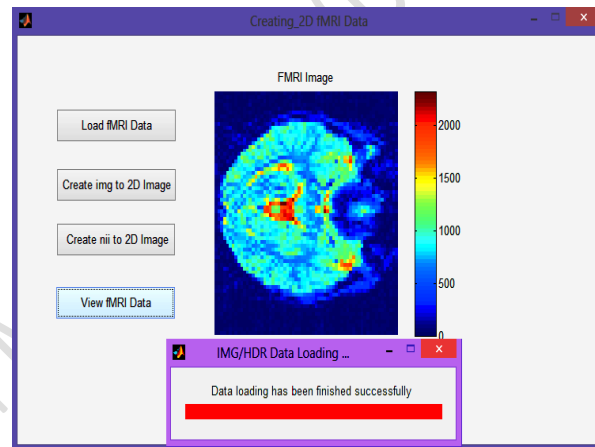 Creating_2D fMRI Data
FMRI Image
Load fMRI Data
Create img to 2D Image
Create nii to 2D Image
View fMRI Data
2000
1500
1000
500
0
IMG/HDR Data Loading ...
Data loading has been finished successfully